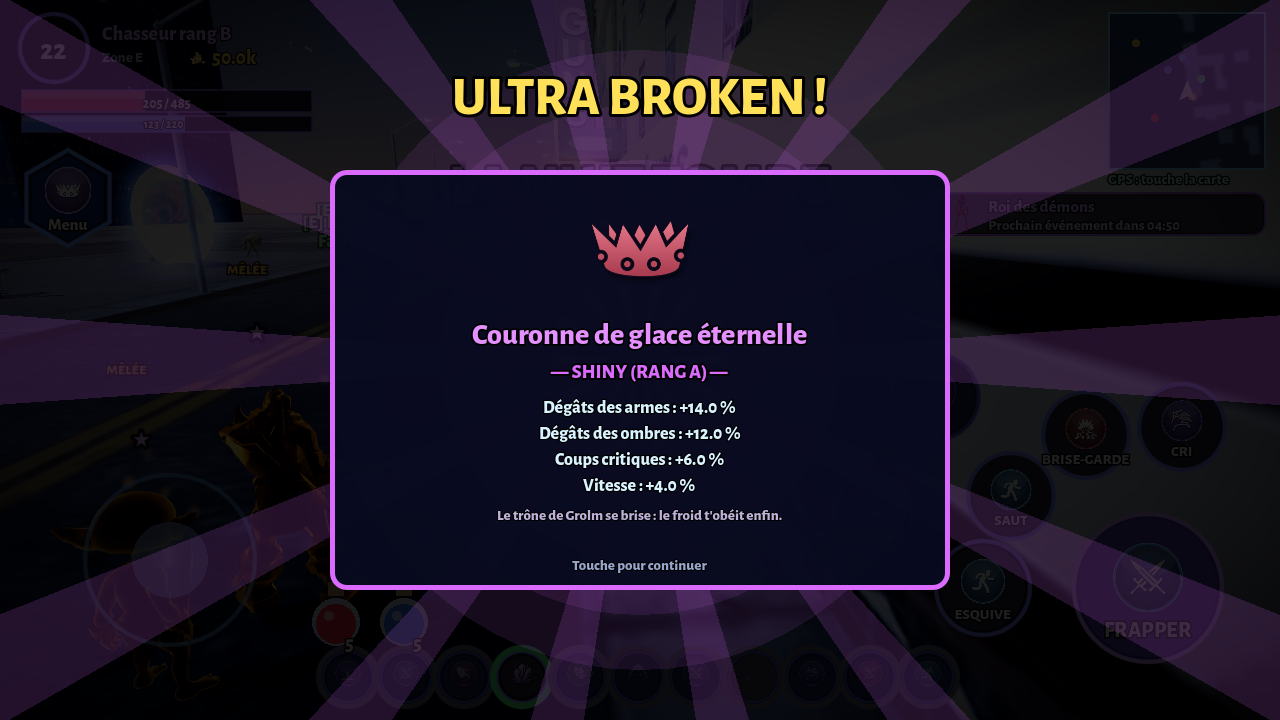 22
Chasseur rang B
Zone E
50.0k
205 / 485
123 / 220
Menu
MÊLÉE
MÊLÉE
GPS : touche la carte
Roi des démons
Prochain événement dans 04:50
ULTRA BROKEN !
Couronne de glace éternelle
— SHINY (RANG A) —
Dégâts des armes : +14.0 %
Dégâts des ombres : +12.0 %
Coups critiques : +6.0 %
Vitesse : +4.0 %
Le trône de Grolm se brise : le froid t'obéit enfin.
Touche pour continuer
BRISE-GARDE
CRI
SAUT
ESQUIVE
FRAPPER
5
5